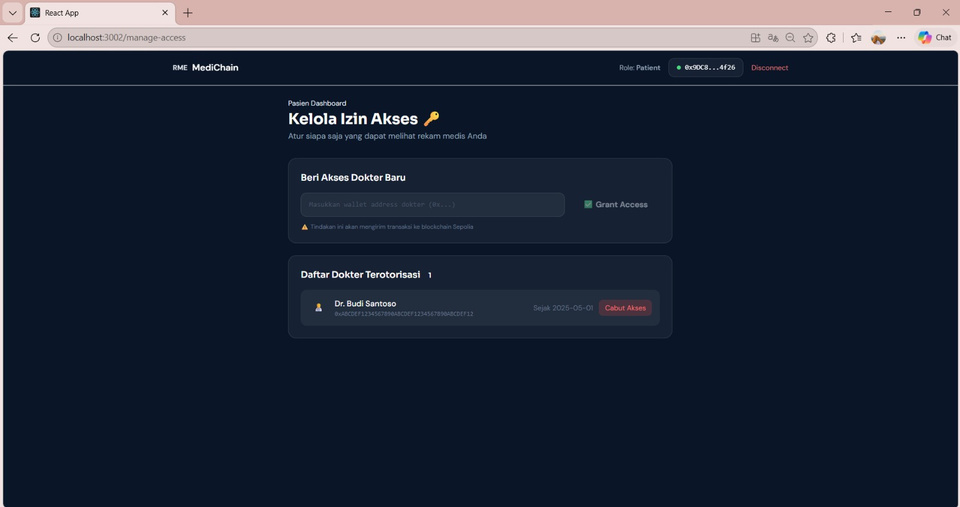 React App
localhost:3002/manage-access
Chat
RME MediChain
Role: Patient
0x9DC8...4f26
Disconnect
Pasien Dashboard
Kelola Izin Akses
Atur siapa saja yang dapat melihat rekam medis Anda
Beri Akses Dokter Baru
Masukkan wallet address dokter (0x...)
Grant Access
Tindakan ini akan mengirim transaksi ke blockchain Sepolia
Daftar Dokter Terotorisasi 1
Dr. Budi Santoso
Sejak 2025-05-01
Cabut Akses
0xABCDEF1234567890ABCDEF1234567890ABCDEF12